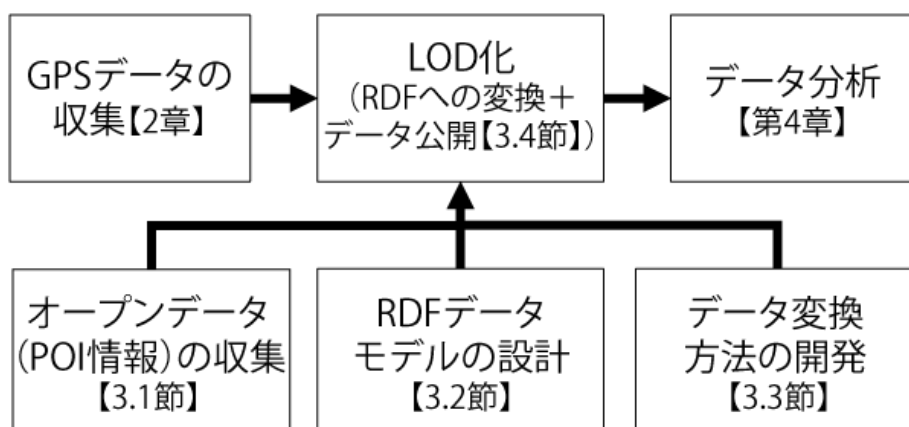 GPSデータの
収集【2章】
LOD化
（RDFへの変換＋
データ公開【3.4節】）
データ分析
【第4章】
オープンデータ
（POI情報）の収集
【3.1節】
RDFデータ
モデルの設計
【3.2節】
データ変換
方法の開発
【3.3節】